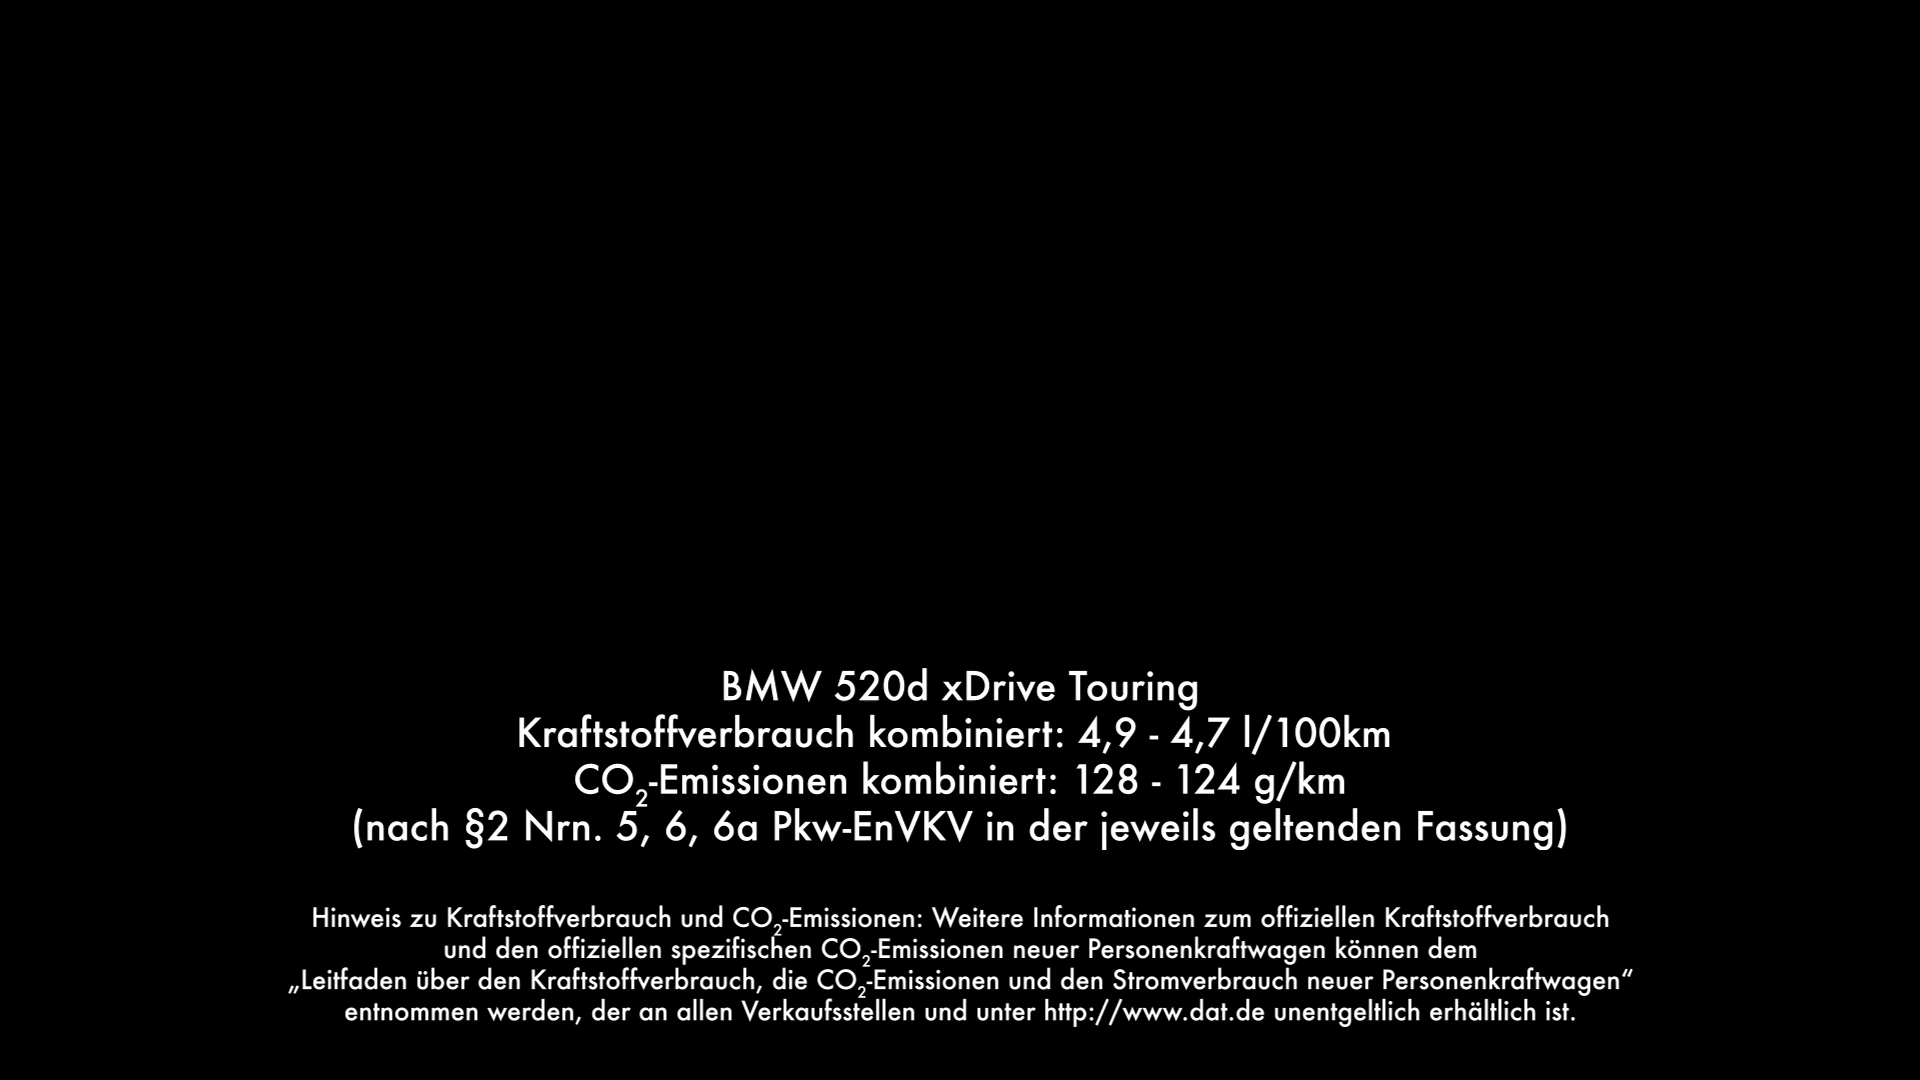 BMW 520d xDrive Touring
Kraftstoffverbrauch kombiniert: 4,9 - 4,7 l/100km
CO₂-Emissionen kombiniert: 128 - 124 g/km
(nach §2 Nrn. 5, 6, 6a Pkw-EnVKV in der jeweils geltenden Fassung)
Hinweis zu Kraftstoffverbrauch und CO₂-Emissionen: Weitere Informationen zum offiziellen Kraftstoffverbrauch
und den offiziellen spezifischen CO₂-Emissionen neuer Personenkraftwagen können dem
„Leitfaden über den Kraftstoffverbrauch, die CO₂-Emissionen und den Stromverbrauch neuer Personenkraftwagen“
entnommen werden, der an allen Verkaufsstellen und unter http://www.dat.de unentgeltlich erhältlich ist.